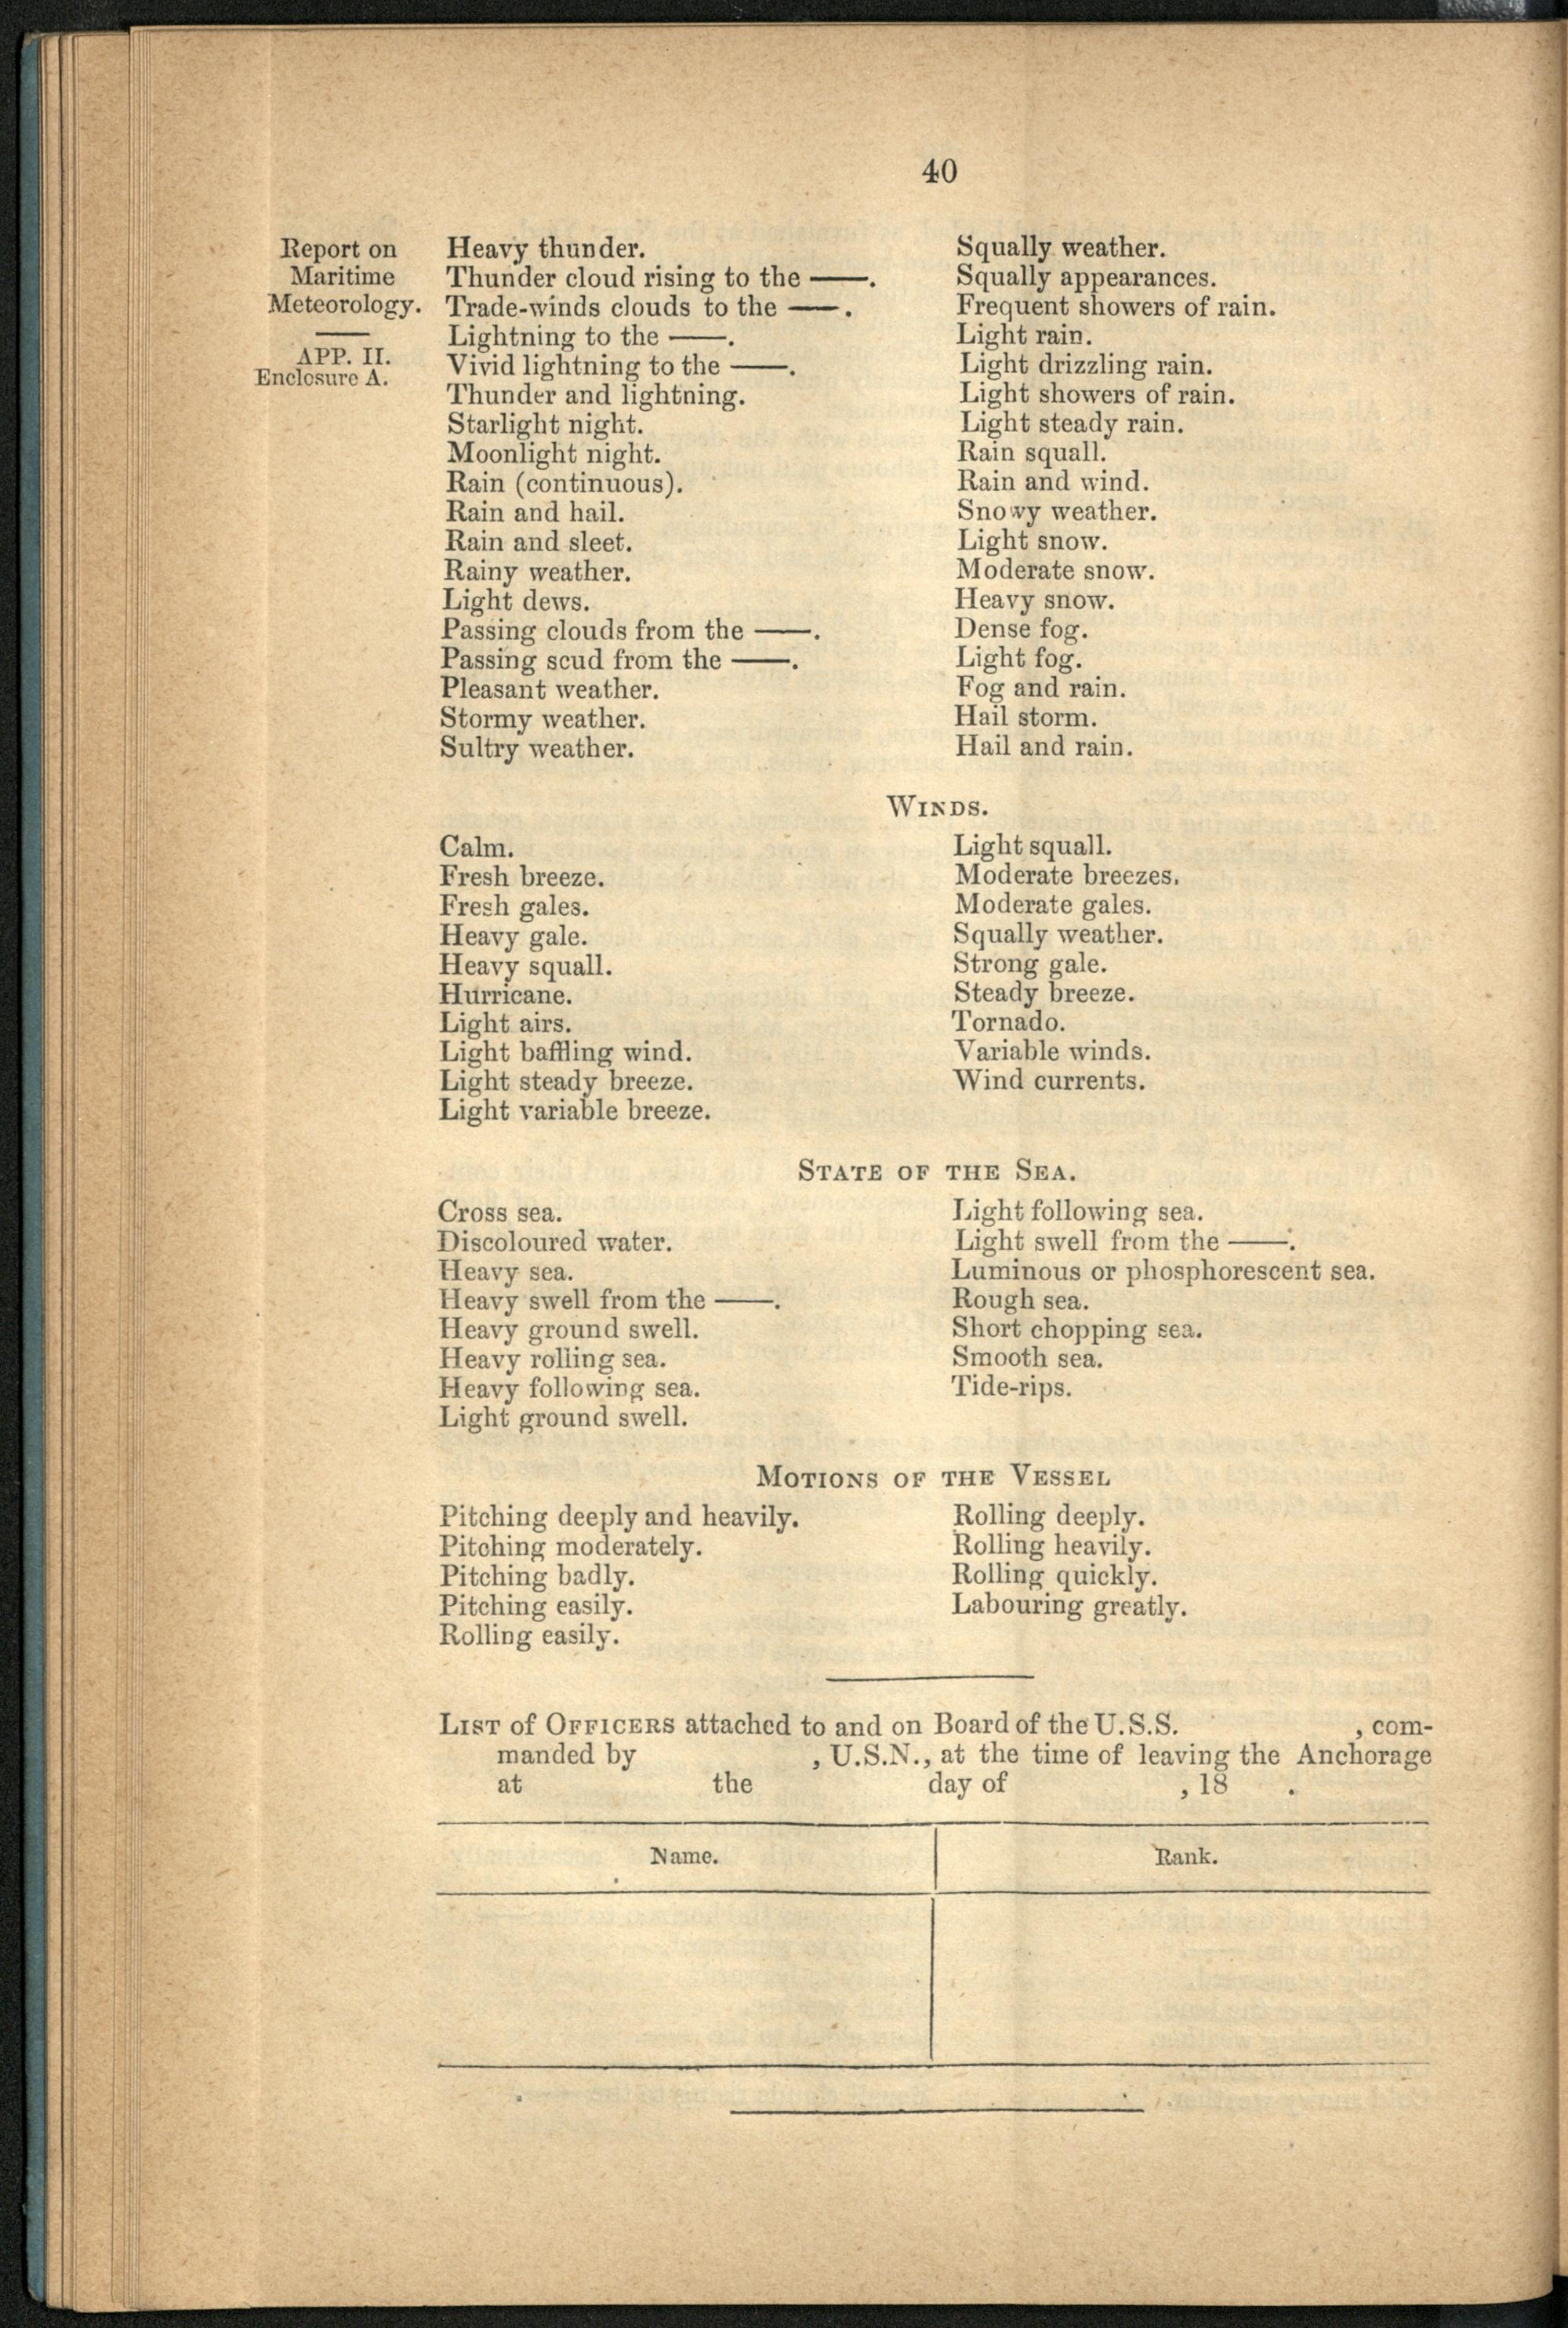 40
Report on
Maritime
Meteorology.
APP. II.
Enclosure A.
Heavy thunder.
Thunder cloud rising to the ——.
Trade-winds clouds to the ——.
Lightning to the ——.
Vivid lightning to the ——.
Thunder and lightning.
Starlight night.
Moonlight night.
Rain (continuous).
Rain and hail.
Rain and sleet.
Rainy weather.
Light dews.
Passing clouds from the ——.
Passing scud from the ——.
Pleasant weather.
Stormy weather.
Sultry weather.
Squally weather.
Squally appearances.
Frequent showers of rain.
Light rain.
Light drizzling rain.
Light showers of rain.
Light steady rain.
Rain squall.
Rain and wind.
Snowy weather.
Light snow.
Moderate snow.
Heavy snow.
Dense fog.
Light fog.
Fog and rain.
Hail storm.
Hail and rain.
WINDS.
Calm.
Fresh breeze.
Fresh gales.
Heavy gale.
Heavy squall.
Hurricane.
Light airs.
Light baffling wind.
Light steady breeze.
Light variable breeze.
Light squall.
Moderate breezes.
Moderate gales.
Squally weather.
Strong gale.
Steady breeze.
Tornado.
Variable winds.
Wind currents.
STATE OF THE SEA.
Cross sea.
Discoloured water.
Heavy sea.
Heavy swell from the ——.
Heavy ground swell.
Heavy rolling sea.
Heavy following sea.
Light ground swell.
Light following sea.
Light swell from the ——.
Luminous or phosphorescent sea.
Rough sea.
Short chopping sea.
Smooth sea.
Tide-rips.
MOTIONS OF THE VESSEL
Pitching deeply and heavily.
Pitching moderately.
Pitching badly.
Pitching easily.
Rolling easily.
Rolling deeply.
Rolling heavily.
Rolling quickly.
Labouring greatly.
LIST of OFFICERS attached to and on Board of the U.S.S. , com-
manded by , U.S.N., at the time of leaving the Anchorage
at the day of , 18 .
Name. Rank.